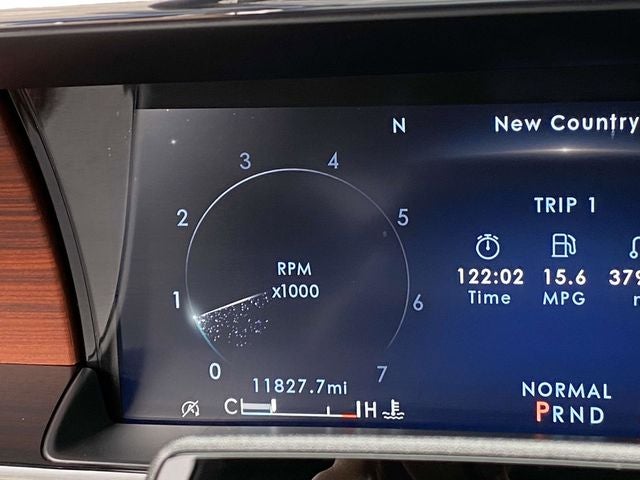 N
New Country
3 4
2 5
1 6
0 7
RPM
x1000
11827.7mi
C H
TRIP 1
122:02 15.6 379
Time MPG
NORMAL
PRND